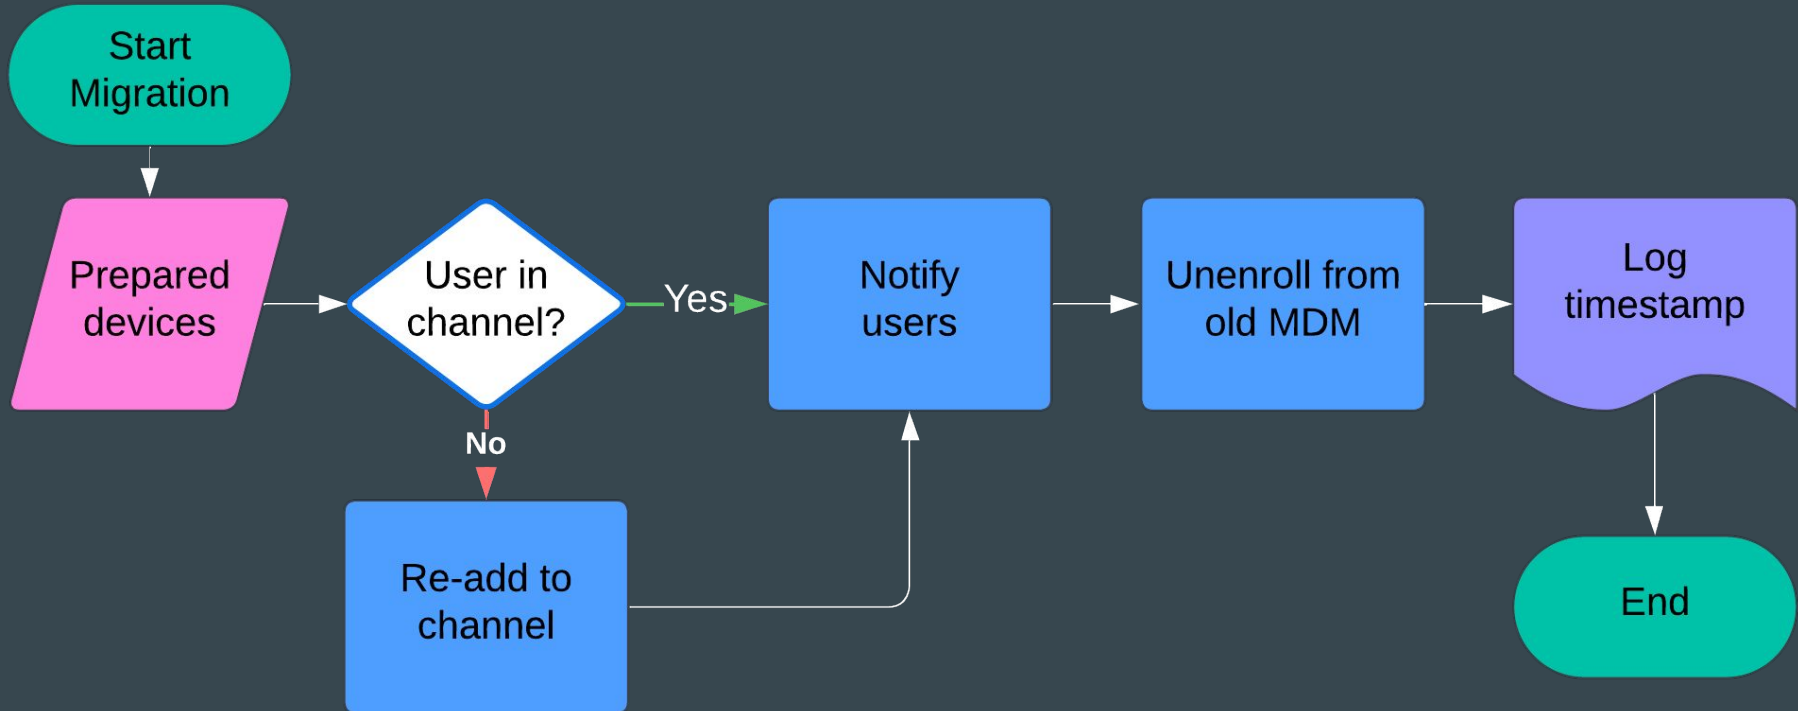 Start
Migration
Prepared
devices
User in
channel?
Yes
Notify
users
Unenroll from
old MDM
Log
timestamp
No
Re-add to
channel
End